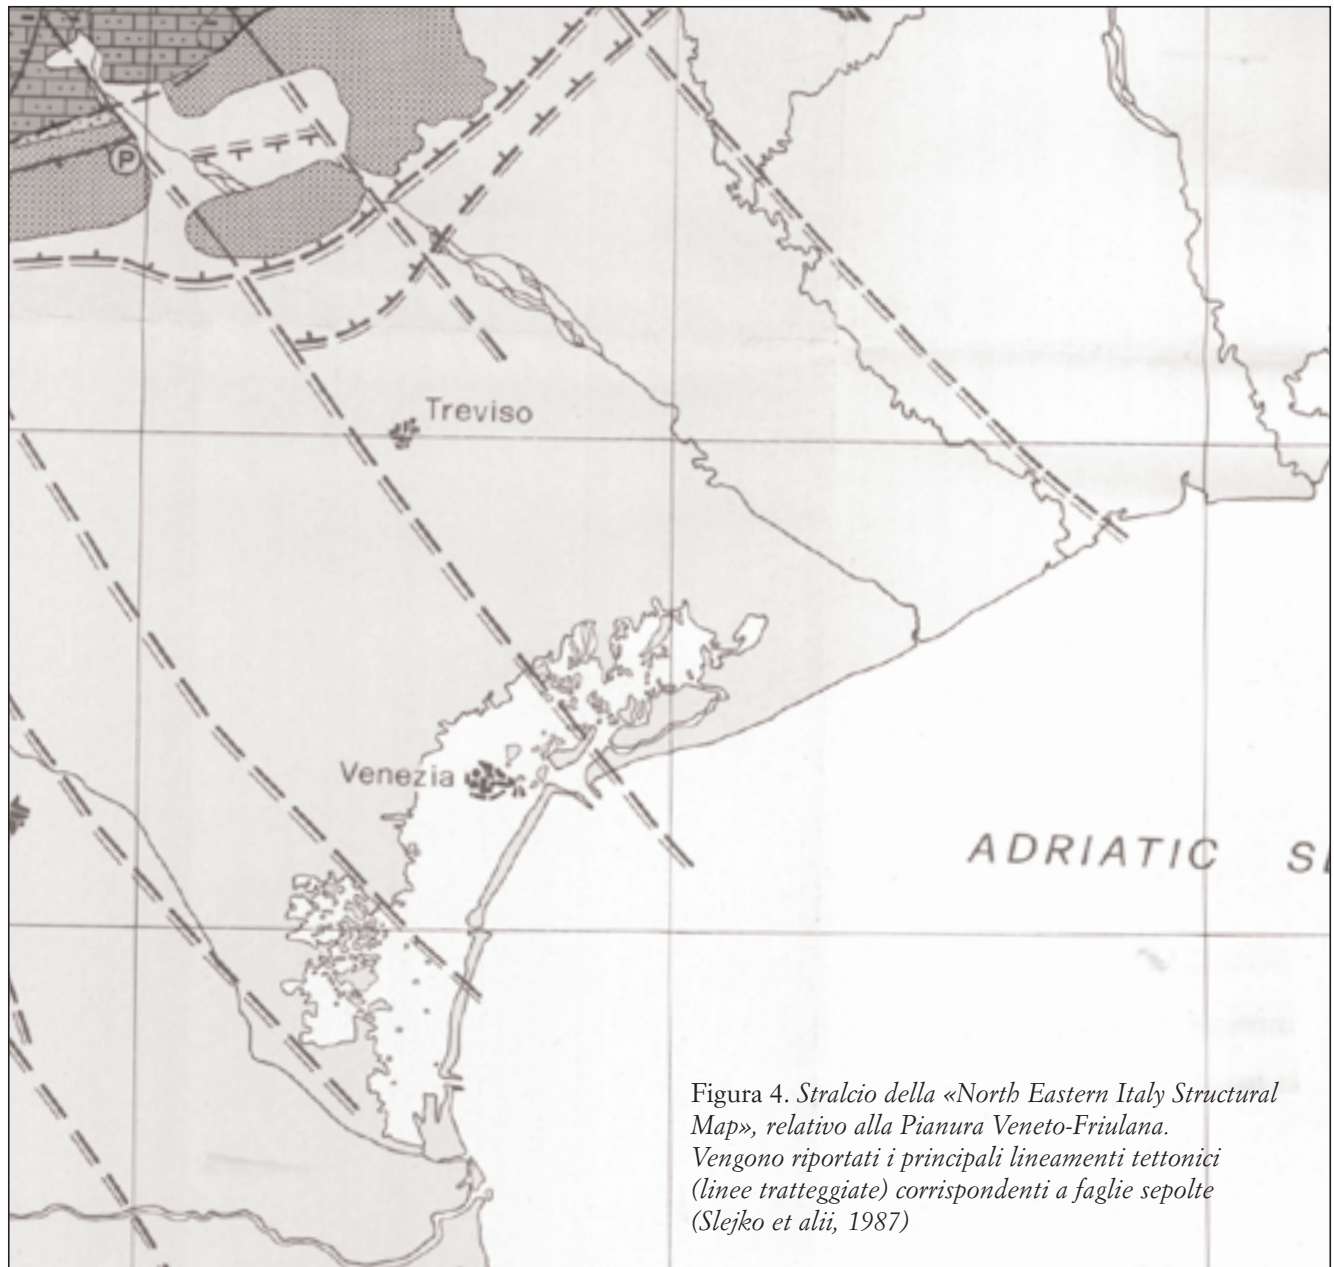 P
Treviso
Venezia
ADRIATIC
Figura 4. Stralcio della «North Eastern Italy Structural
Map», relativo alla Pianura Veneto-Friulana.
Vengono riportati i principali lineamenti tettonici
(linee tratteggiate) corrispondenti a faglie sepolte
(Slejko et alii, 1987)